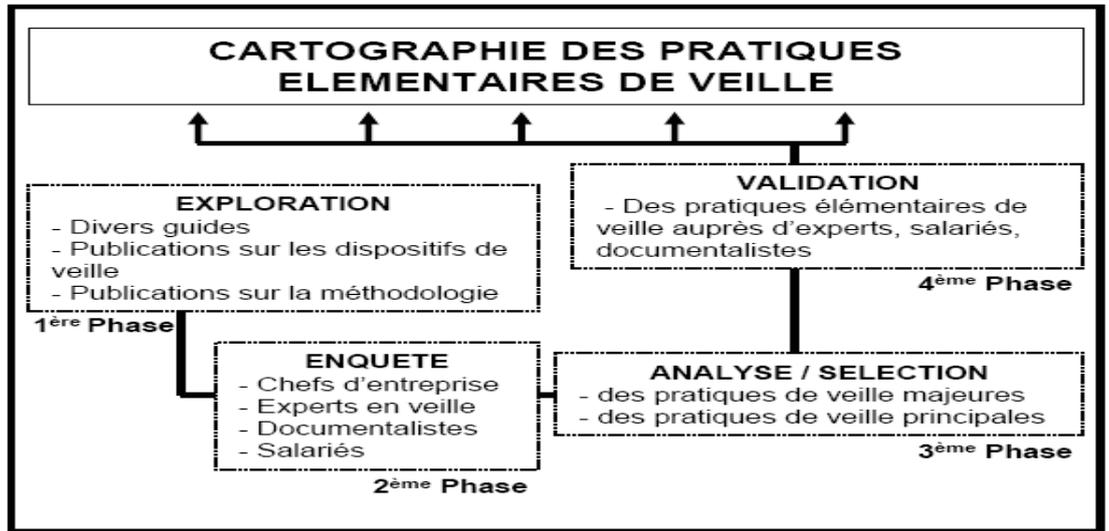 CARTOGRAPHIE DES PRATIQUES
ELEMENTAIRES DE VEILLE
EXPLORATION
- Divers guides
- Publications sur les dispositifs de
veille
- Publications sur la méthodologie
1ère Phase
ENQUETE
- Chefs d'entreprise
- Experts en veille
- Documentalistes
- Salariés
2ème Phase
ANALYSE / SELECTION
- des pratiques de veille majeures
- des pratiques de veille principales
3ème Phase
VALIDATION
- Des pratiques élémentaires de
veille auprès d'experts, salariés,
documentalistes
4ème Phase